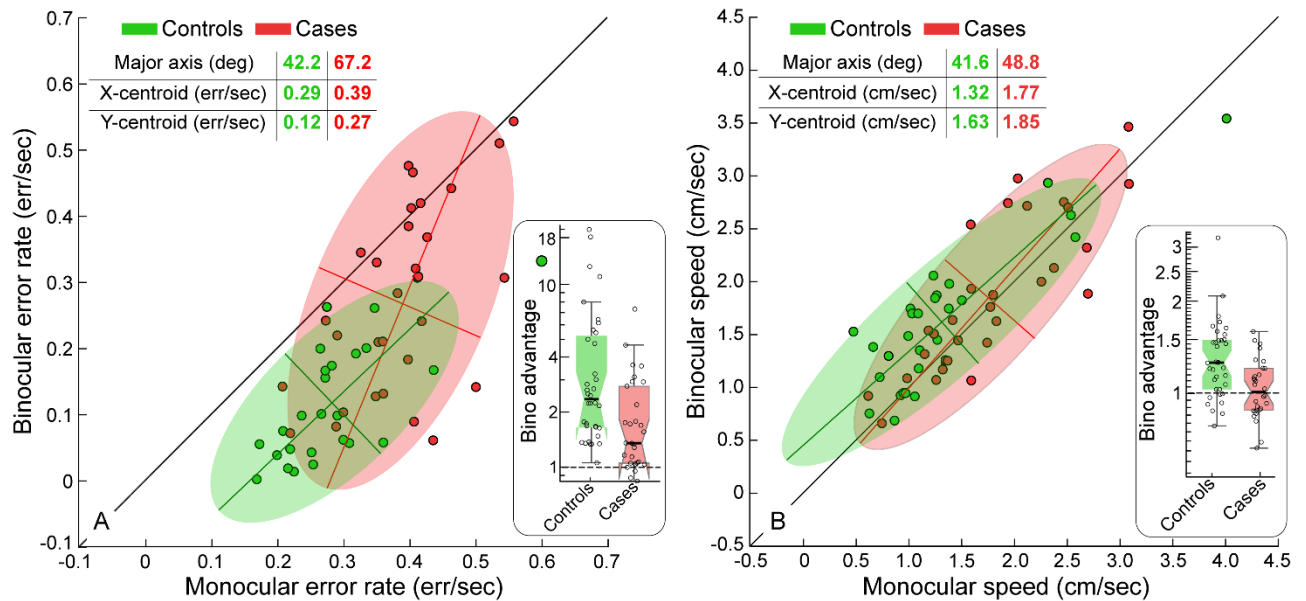 Controls Cases
Major axis (deg) 42.2 67.2
X-centroid (err/sec) 0.29 0.39
Y-centroid (err/sec) 0.12 0.27
Binocular error rate (err/sec)
0.7
0.6
0.5
0.4
0.3
0.2
0.1
0
-0.1
A
-0.1 0 0.1 0.2 0.3 0.4 0.5 0.6 0.7
Monocular error rate (err/sec)
Bino advantage
18
10
4
2
1
Controls Cases
Controls Cases
Major axis (deg) 41.6 48.8
X-centroid (cm/sec) 1.32 1.77
Y-centroid (cm/sec) 1.63 1.85
Binocular speed (cm/sec)
4.5
4.0
3.5
3.0
2.5
2.0
1.5
1.0
0.5
0
-0.5
B
-0.5 0 0.5 1.0 1.5 2.0 2.5 3.0 3.5 4.0 4.5
Monocular speed (cm/sec)
Bino advantage
3
2.5
2
1.5
1
Controls Cases